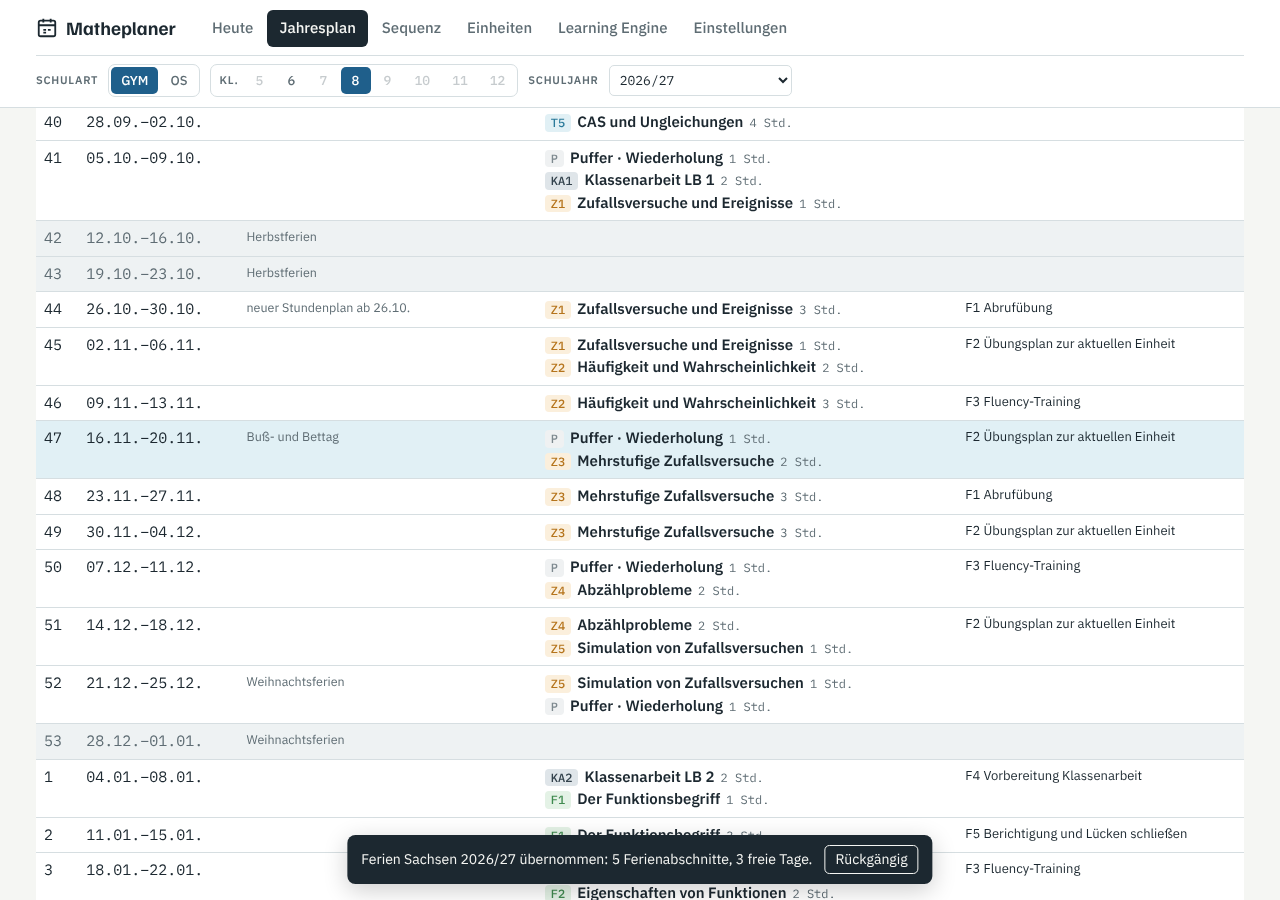 Matheplaner Heute Jahresplan Sequenz Einheiten Learning Engine Einstellungen
SCHULART GYM OS KL. 5 6 7 8 9 10 11 12 SCHULJAHR 2026/27
40 28.09.–02.10. T5 CAS und Ungleichungen 4 Std.
41 05.10.–09.10. P Puffer · Wiederholung 1 Std.
KA1 Klassenarbeit LB 1 2 Std.
Z1 Zufallsversuche und Ereignisse 1 Std.
42 12.10.–16.10. Herbstferien
43 19.10.–23.10. Herbstferien
44 26.10.–30.10. neuer Stundenplan ab 26.10. Z1 Zufallsversuche und Ereignisse 3 Std. F1 Abrufübung
45 02.11.–06.11. Z1 Zufallsversuche und Ereignisse 1 Std. F2 Übungsplan zur aktuellen Einheit
Z2 Häufigkeit und Wahrscheinlichkeit 2 Std.
46 09.11.–13.11. Z2 Häufigkeit und Wahrscheinlichkeit 3 Std. F3 Fluency-Training
47 16.11.–20.11. Buß- und Bettag P Puffer · Wiederholung 1 Std. F2 Übungsplan zur aktuellen Einheit
Z3 Mehrstufige Zufallsversuche 2 Std.
48 23.11.–27.11. Z3 Mehrstufige Zufallsversuche 3 Std. F1 Abrufübung
49 30.11.–04.12. Z3 Mehrstufige Zufallsversuche 3 Std. F2 Übungsplan zur aktuellen Einheit
50 07.12.–11.12. P Puffer · Wiederholung 1 Std. F3 Fluency-Training
Z4 Abzählprobleme 2 Std.
51 14.12.–18.12. Z4 Abzählprobleme 2 Std. F2 Übungsplan zur aktuellen Einheit
Z5 Simulation von Zufallsversuchen 1 Std.
52 21.12.–25.12. Weihnachtsferien Z5 Simulation von Zufallsversuchen 1 Std.
P Puffer · Wiederholung 1 Std.
53 28.12.–01.01. Weihnachtsferien
1 04.01.–08.01. KA2 Klassenarbeit LB 2 2 Std. F4 Vorbereitung Klassenarbeit
F1 Der Funktionsbegriff 1 Std.
2 11.01.–15.01. Der Funktionsbegriff F5 Berichtigung und Lücken schließen
Ferien Sachsen 2026/27 übernommen: 5 Ferienabschnitte, 3 freie Tage. Rückgängig
3 18.01.–22.01. F3 Fluency-Training
F2 Eigenschaften von Funktionen 2 Std.